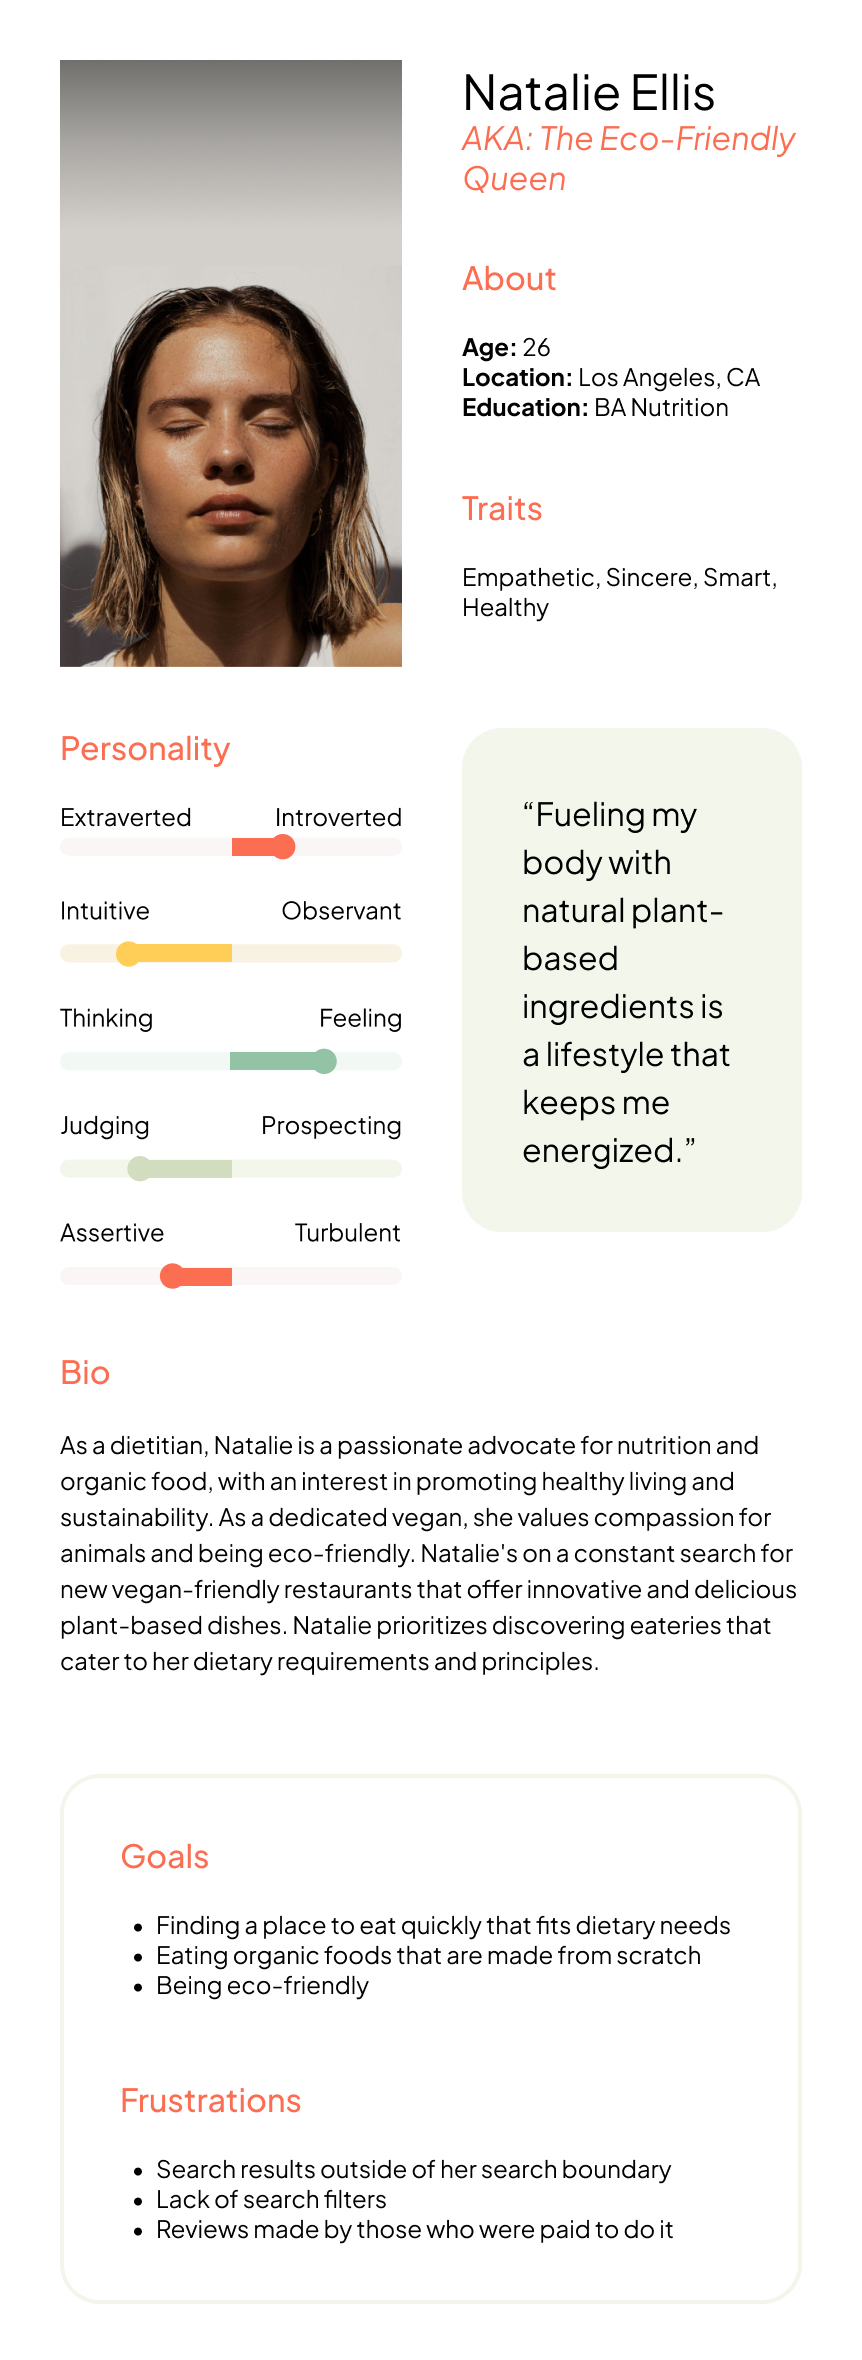 Natalie Ellis
AKA: The Eco-Friendly
Queen
About
Age: 26
Location: Los Angeles, CA
Education: BA Nutrition
Traits
Empathetic, Sincere, Smart,
Healthy
Personality
Extraverted Introverted
Intuitive Observant
Thinking Feeling
Judging Prospecting
Assertive Turbulent
“Fueling my
body with
natural plant-
based
ingredients is
a lifestyle that
keeps me
energized.”
Bio
As a dietitian, Natalie is a passionate advocate for nutrition and
organic food, with an interest in promoting healthy living and
sustainability. As a dedicated vegan, she values compassion for
animals and being eco-friendly. Natalie's on a constant search for
new vegan-friendly restaurants that offer innovative and delicious
plant-based dishes. Natalie prioritizes discovering eateries that
cater to her dietary requirements and principles.
Goals
• Finding a place to eat quickly that fits dietary needs
• Eating organic foods that are made from scratch
• Being eco-friendly
Frustrations
• Search results outside of her search boundary
• Lack of search filters
• Reviews made by those who were paid to do it